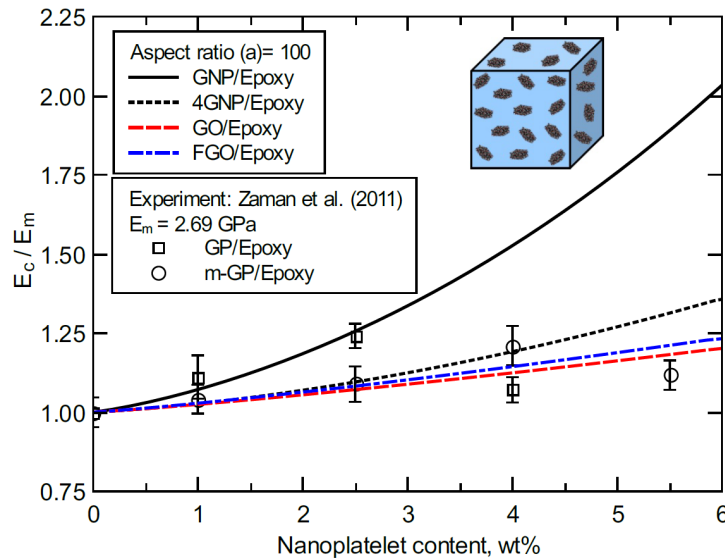 Aspect ratio (a)= 100
GNP/Epoxy
4GNP/Epoxy
GO/Epoxy
FGO/Epoxy
Experiment: Zaman et al. (2011)
Em = 2.69 GPa
GP/Epoxy
m-GP/Epoxy
Ec / Em
2.00
1.75
1.50
1.25
1.00
0.75
0 1 2 3 4 5 6
Nanoplatelet content, wt%